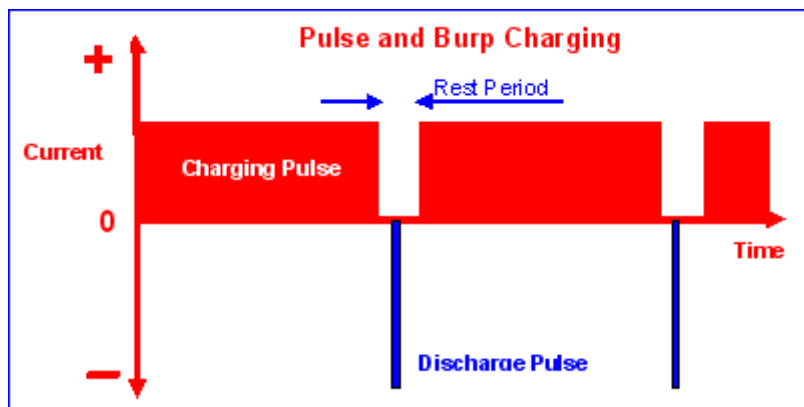 Pulse and Burp Charging
+
Rest Period
Current
Charging Pulse
0
Time
Discharge Pulse
−